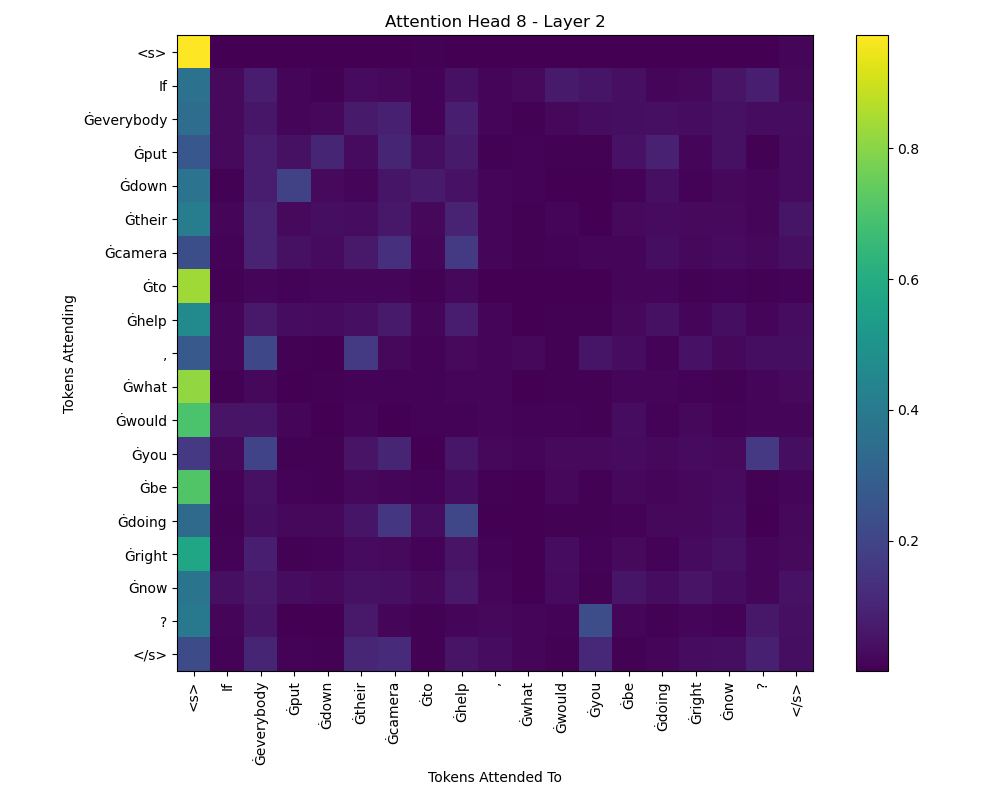 Attention Head 8 - Layer 2
<s>
If
Ġeverybody
Ġput
Ġdown
Ġtheir
Ġcamera
Ġto
Ġhelp
,
Ġwhat
Ġwould
Ġyou
Ġbe
Ġdoing
Ġright
Ġnow
?
</s>
Tokens Attending
<s>
If
Ġeverybody
Ġput
Ġdown
Ġtheir
Ġcamera
Ġto
Ġhelp
,
Ġwhat
Ġwould
Ġyou
Ġbe
Ġdoing
Ġright
Ġnow
?
</s>
Tokens Attended To
0.8
0.6
0.4
0.2